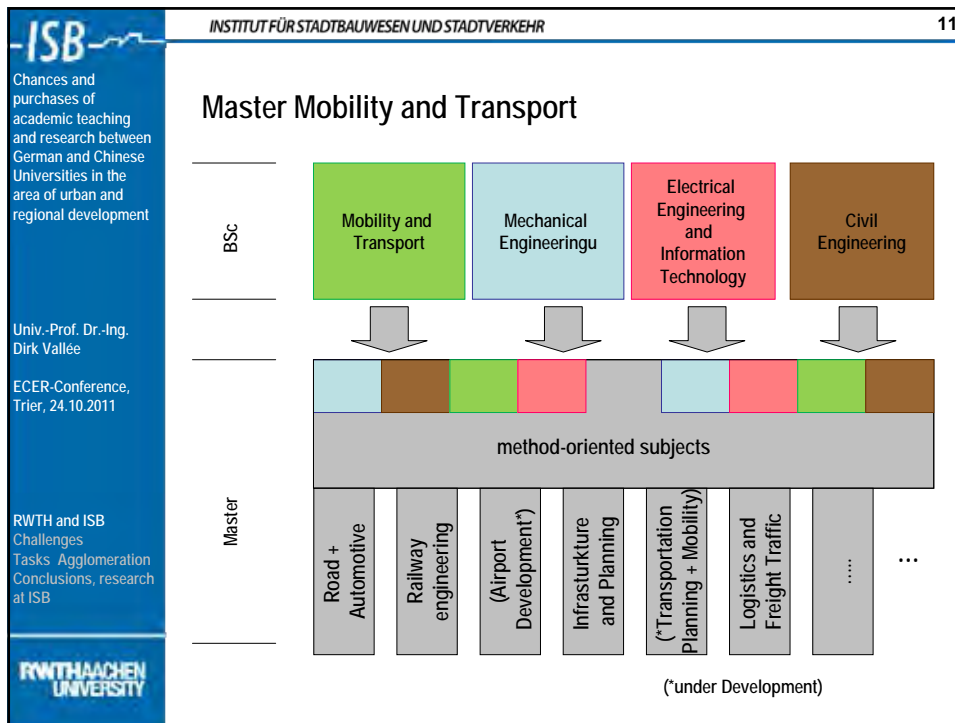 INSTITUT FÜR STADTBAUWESEN UND STADTVERKEHR
11
ISB
Chances and
purchases of
academic teaching
and research between
German and Chinese
Universities in the
area of urban and
regional development
Univ.-Prof. Dr.-Ing.
Dirk Vallée
ECER-Conference,
Trier, 24.10.2011
RWTH and ISB
Challenges
Tasks Agglomeration
Conclusions, research
at ISB
RWTHAACHEN
UNIVERSITY
Master Mobility and Transport
BSc
Mobility and
Transport
Mechanical
Engineeringu
Electrical
Engineering
and
Information
Technology
Civil
Engineering
Master
method-oriented subjects
Road +
Automotive
Railway
engineering
(Airport
Development*)
Infrasturkture
and Planning
(*Transportation
Planning + Mobility)
Logistics and
Freight Traffic
.....
...
(*under Development)